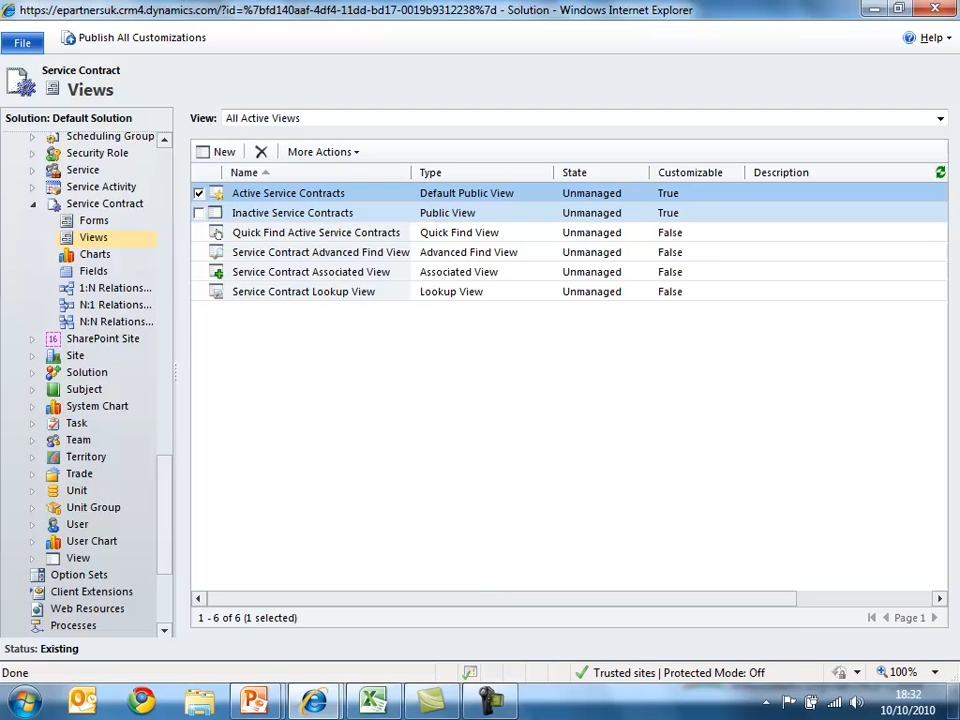 https://epartnersuk.crm4.dynamics.com/?id=%7bfd140aaf-4df4-11dd-bd17-0019b9312238%7d - Solution - Windows Internet Explorer
File
Publish All Customizations
Help
Service Contract
Views
Solution: Default Solution
Scheduling Group
Security Role
Service
Service Activity
Service Contract
Forms
Views
Charts
Fields
1:N Relations...
N:1 Relations...
N:N Relations...
16 SharePoint Site
Site
Solution
Subject
System Chart
Task
Team
Territory
Trade
Unit
Unit Group
User
User Chart
View
Option Sets
Client Extensions
Web Resources
Processes
View: All Active Views
New More Actions
Name Type State Customizable Description
Active Service Contracts Default Public View Unmanaged True
Inactive Service Contracts Public View Unmanaged True
Quick Find Active Service Contracts Quick Find View Unmanaged False
Service Contract Advanced Find View Advanced Find View Unmanaged False
Service Contract Associated View Associated View Unmanaged False
Service Contract Lookup View Lookup View Unmanaged False
1 - 6 of 6 (1 selected) Page 1
Status: Existing
Done Trusted sites | Protected Mode: Off 100%
18:32
10/10/2010